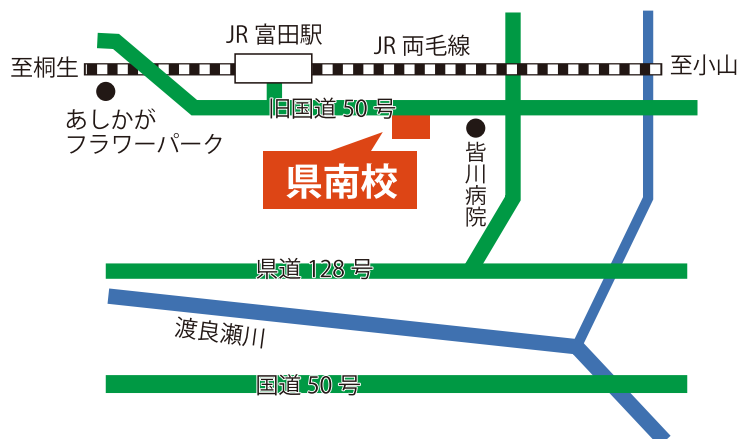 JR 富田駅
JR 両毛線
至桐生
至小山
あしかが
フラワーパーク
旧国道 50 号
県南校
皆川病院
県道 128 号
渡良瀬川
国道 50 号